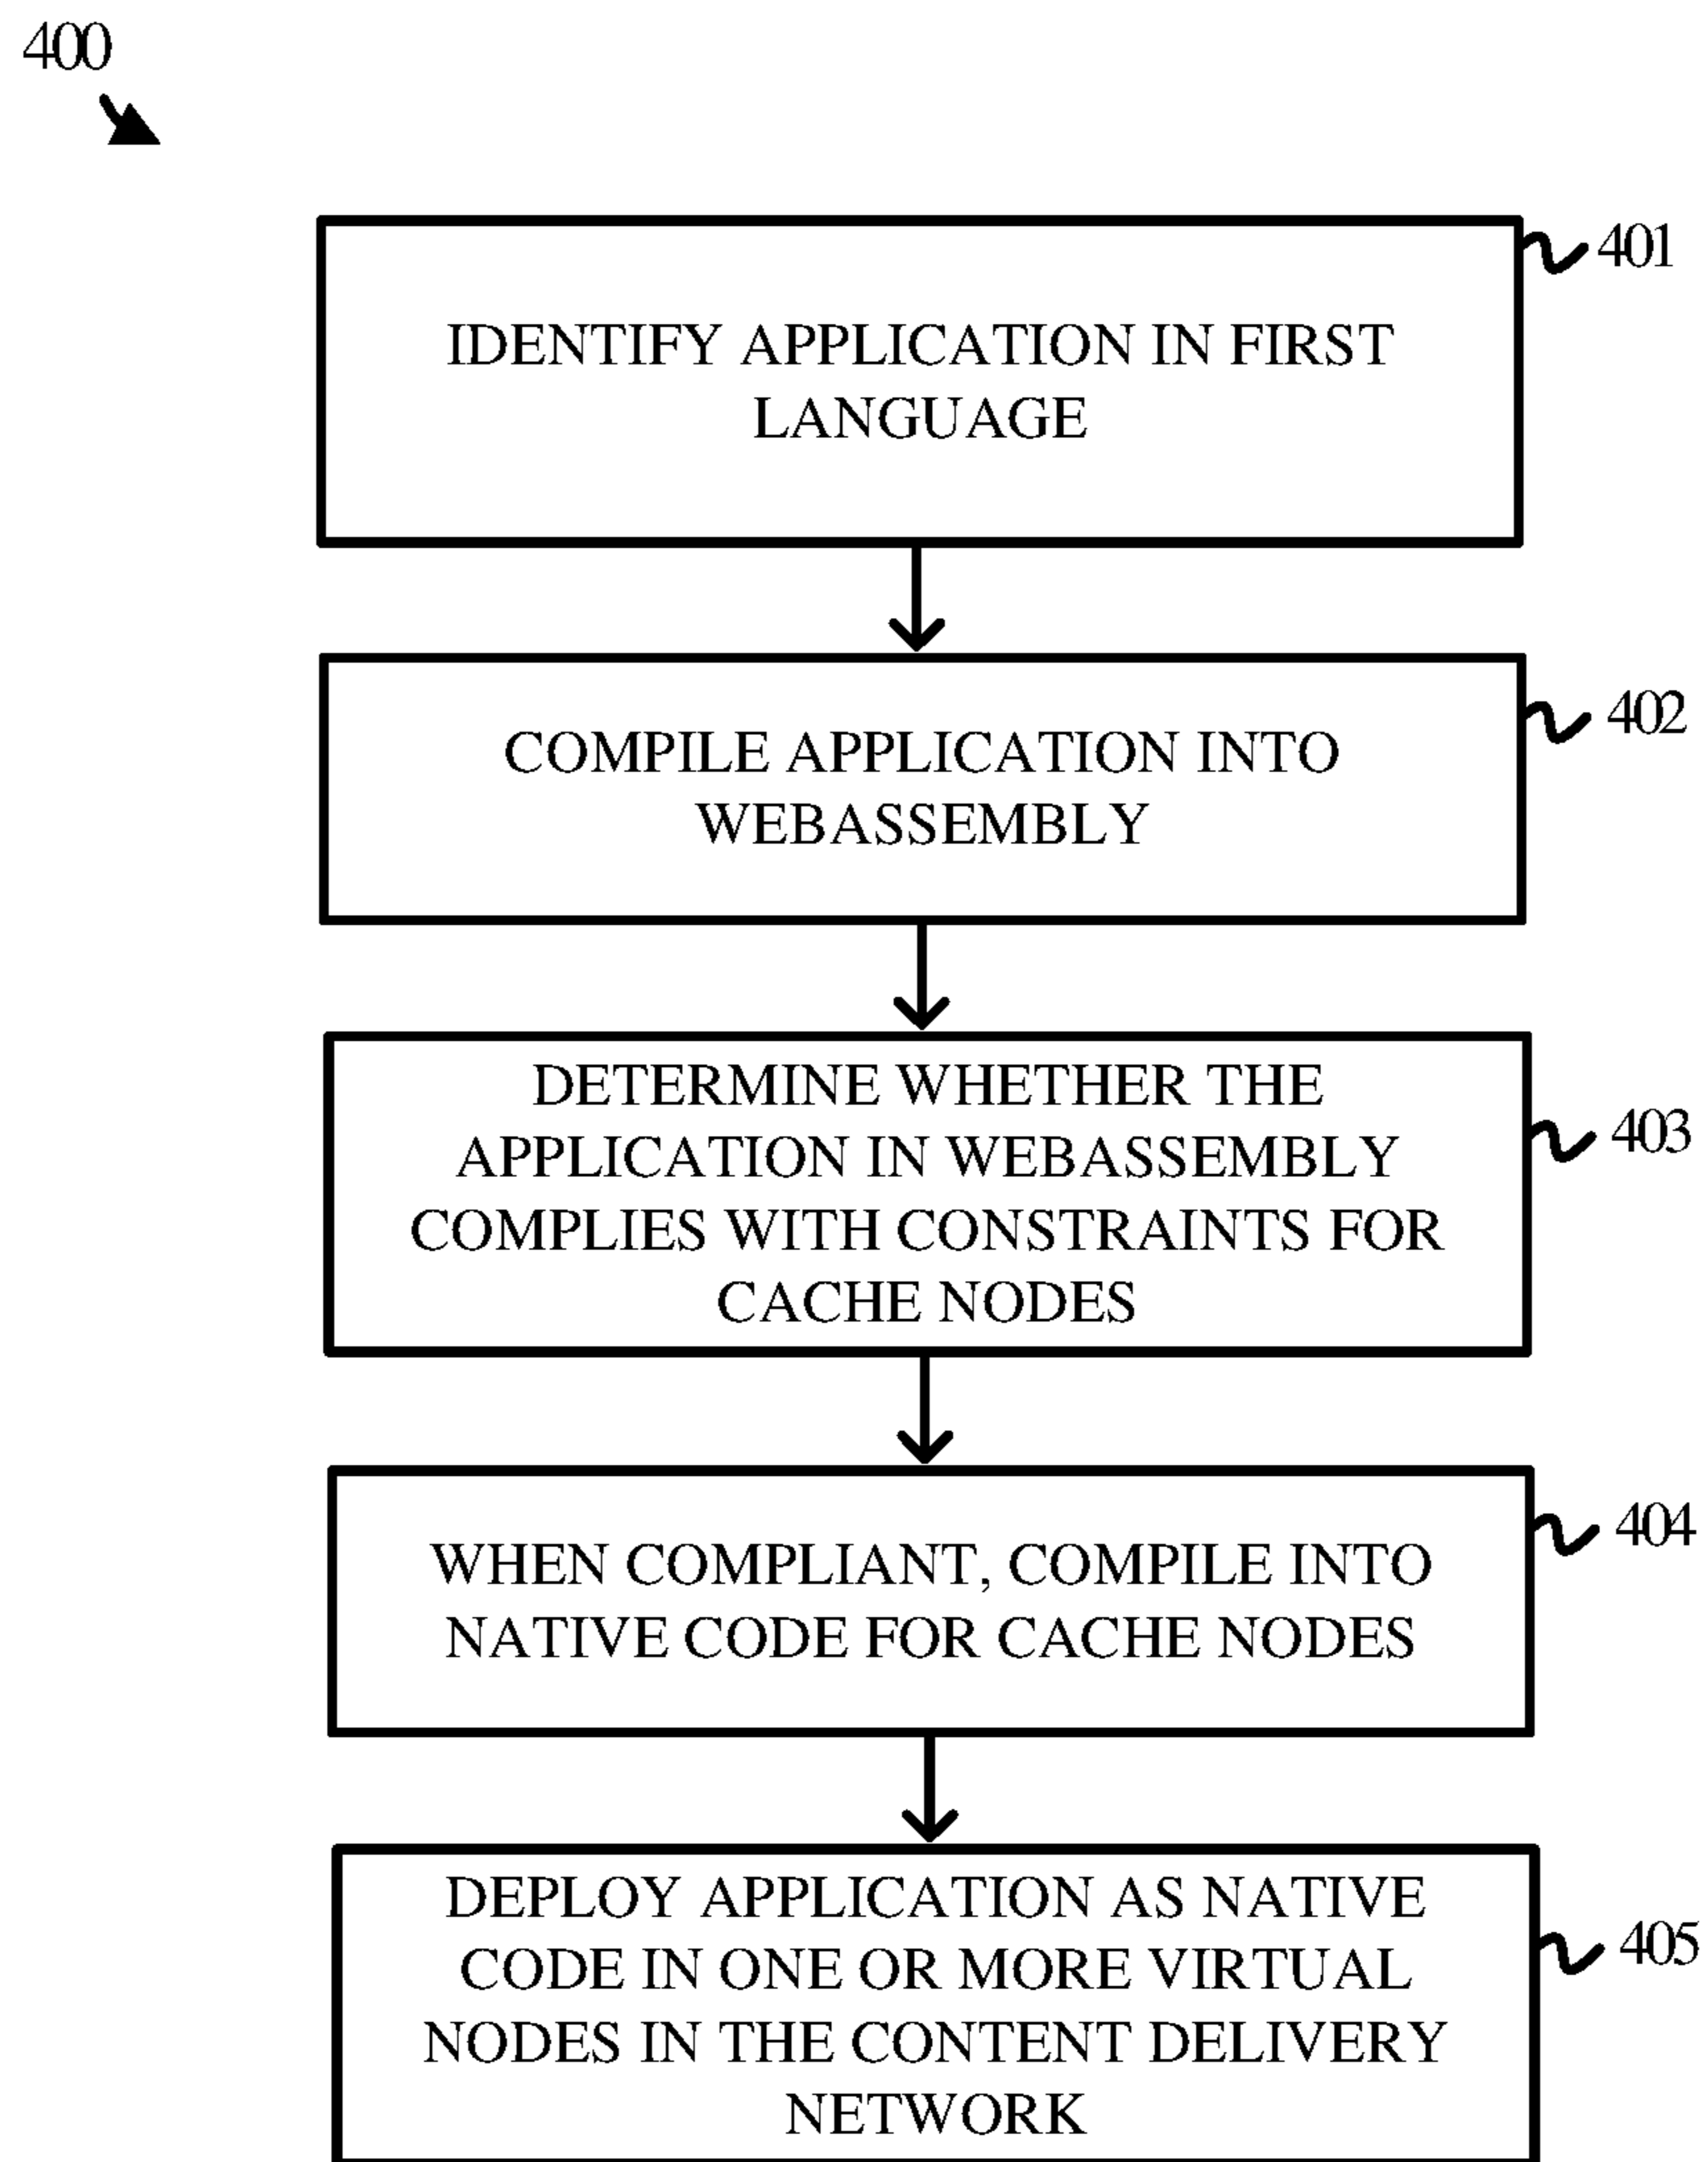 400
401
IDENTIFY APPLICATION IN FIRST
LANGUAGE
402
COMPILE APPLICATION INTO
WEBASSEMBLY
DETERMINE WHETHER THE
APPLICATION IN WEBASSEMBLY
403
COMPLIES WITH CONSTRAINTS FOR
CACHE NODES
404
WHEN COMPLIANT, COMPILE INTO
NATIVE CODE FOR CACHE NODES
DEPLOY APPLICATION AS NATIVE
CODE IN ONE OR MORE VIRTUAL
405
NODES IN THE CONTENT DELIVERY
NETWORK